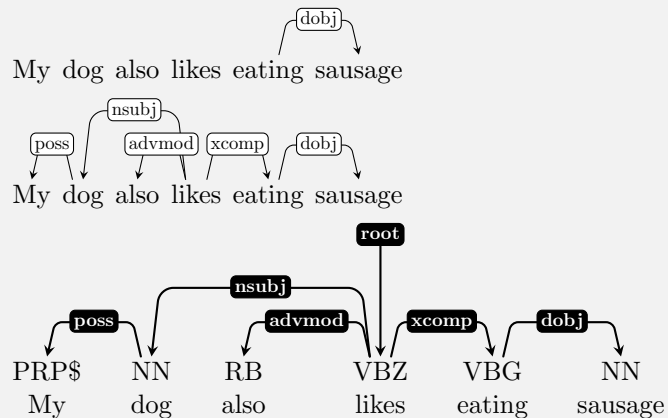 dobj
My dog also likes eating sausage
nsubj
poss advmod xcomp dobj
My dog also likes eating sausage
root
nsubj
poss advmod xcomp dobj
PRP$ NN RB VBZ VBG NN
My dog also likes eating sausage